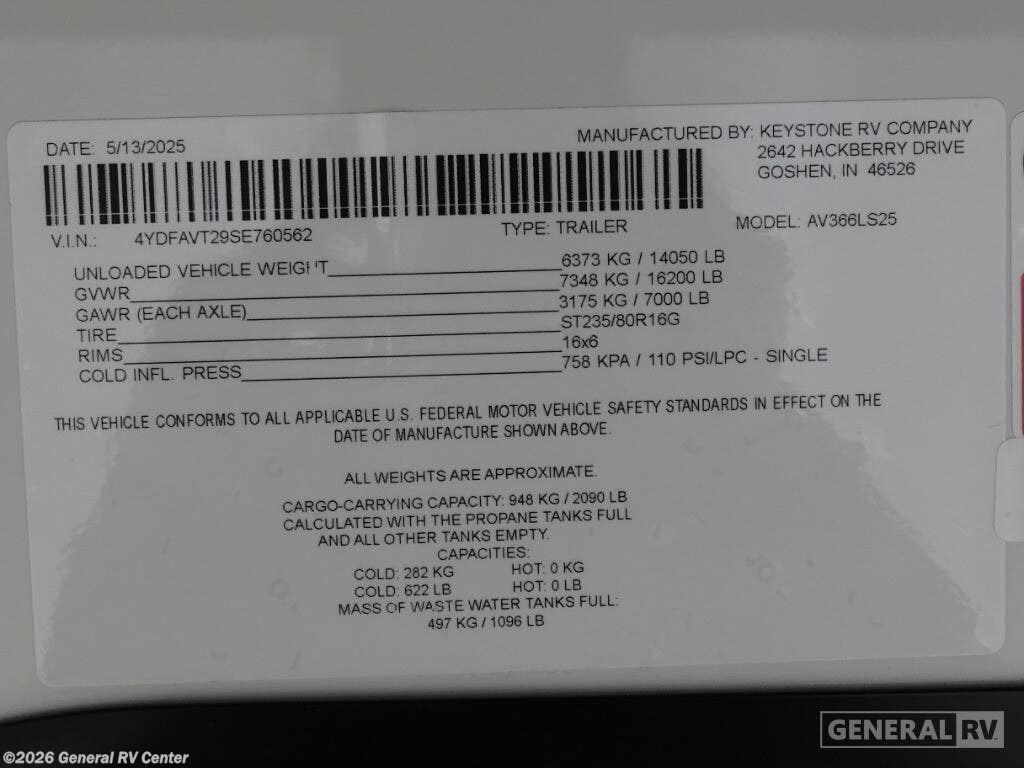 DATE: 5/13/2025
MANUFACTURED BY: KEYSTONE RV COMPANY
2642 HACKBERRY DRIVE
GOSHEN, IN 46526
V.I.N.: 4YDFAVT29SE760562
TYPE: TRAILER
MODEL: AV366LS25
UNLOADED VEHICLE WEIGHT 6373 KG / 14050 LB
GVWR 7348 KG / 16200 LB
GAWR (EACH AXLE) 3175 KG / 7000 LB
TIRE ST235/80R16G
RIMS 16x6
COLD INFL. PRESS 758 KPA / 110 PSI/LPC - SINGLE
THIS VEHICLE CONFORMS TO ALL APPLICABLE U.S. FEDERAL MOTOR VEHICLE SAFETY STANDARDS IN EFFECT ON THE
DATE OF MANUFACTURE SHOWN ABOVE.
ALL WEIGHTS ARE APPROXIMATE.
CARGO-CARRYING CAPACITY: 948 KG / 2090 LB
CALCULATED WITH THE PROPANE TANKS FULL
AND ALL OTHER TANKS EMPTY.
CAPACITIES:
COLD: 282 KG HOT: 0 KG
COLD: 622 LB HOT: 0 LB
MASS OF WASTE WATER TANKS FULL:
497 KG / 1096 LB
GENERAL RV
©2026 General RV Center